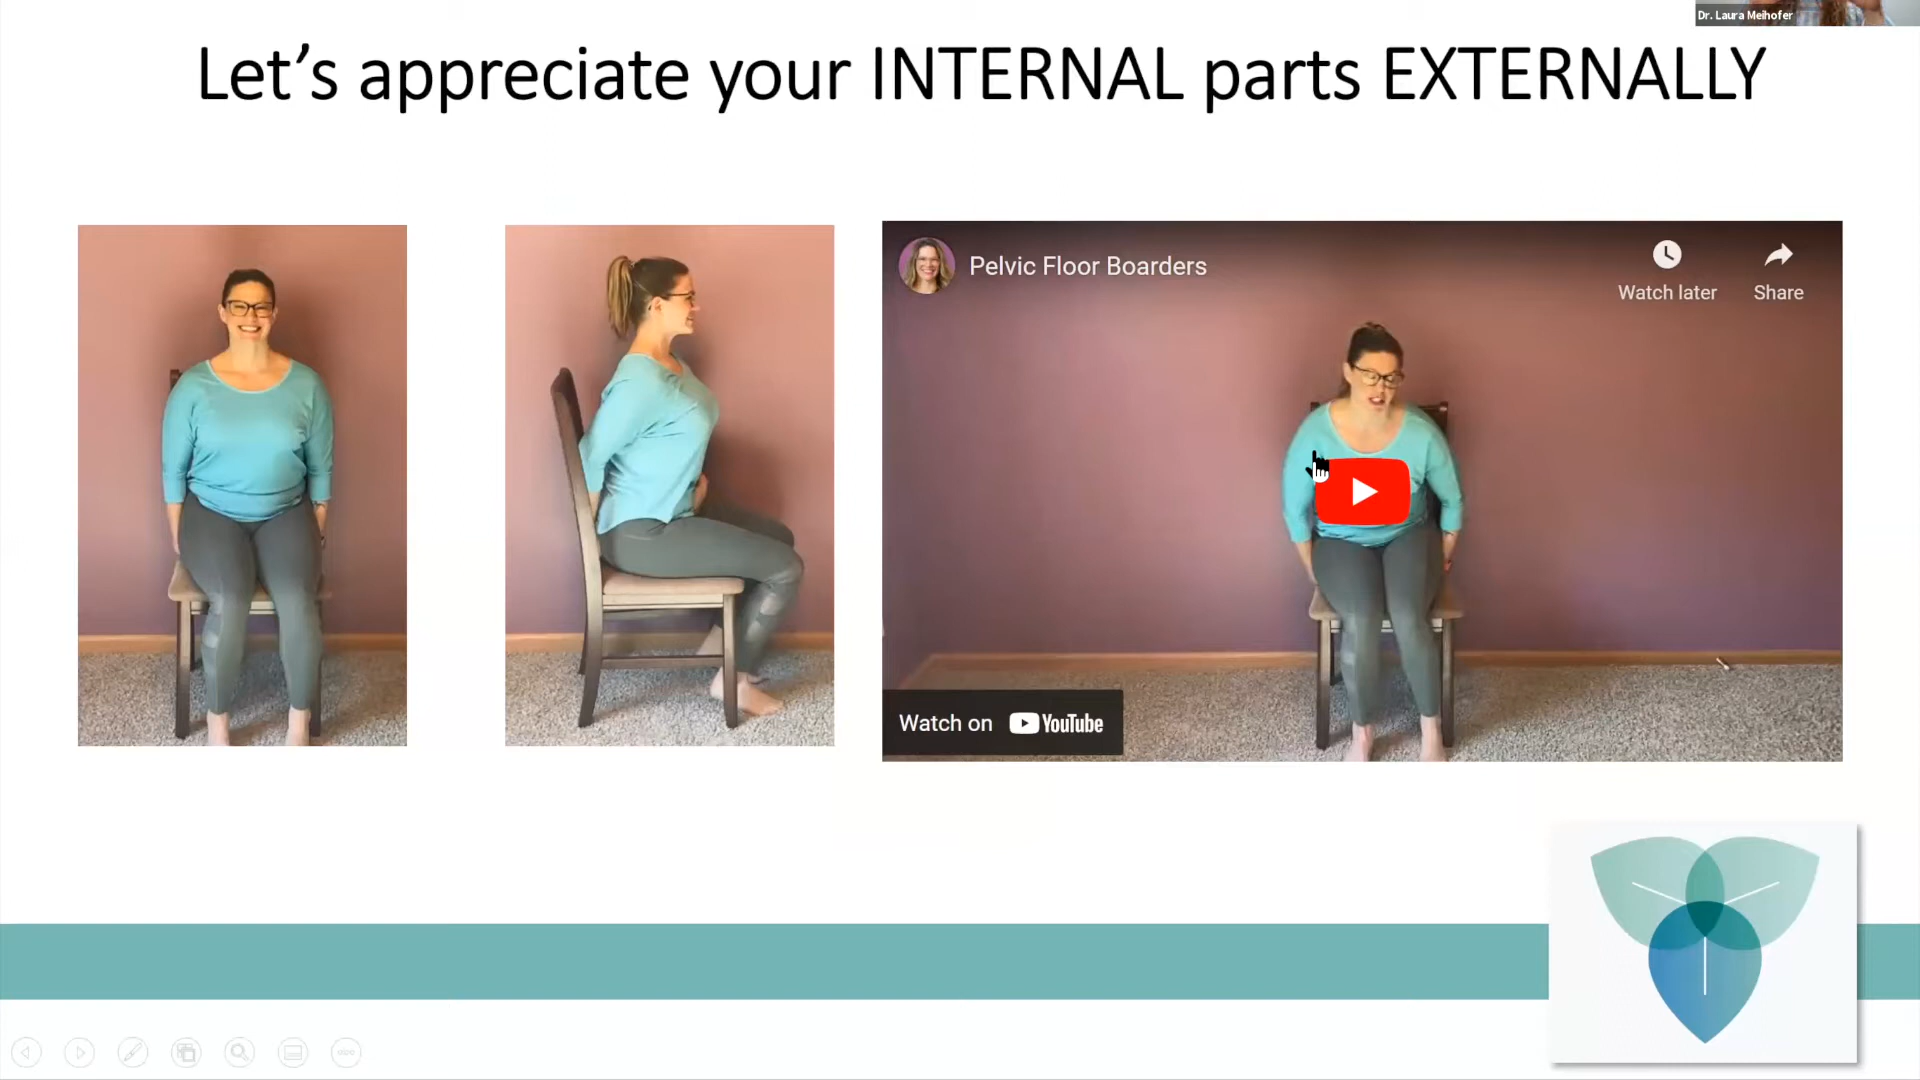 Dr. Laura Meihofer
Let’s appreciate your INTERNAL parts EXTERNALLY
Pelvic Floor Boarders
Watch later
Share
Watch on YouTube